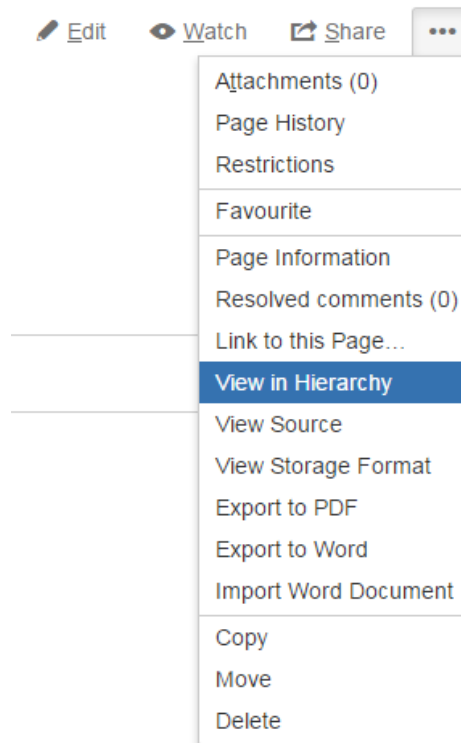 Edit Watch Share •••
Attachments (0)
Page History
Restrictions
Favourite
Page Information
Resolved comments (0)
Link to this Page…
View in Hierarchy
View Source
View Storage Format
Export to PDF
Export to Word
Import Word Document
Copy
Move
Delete